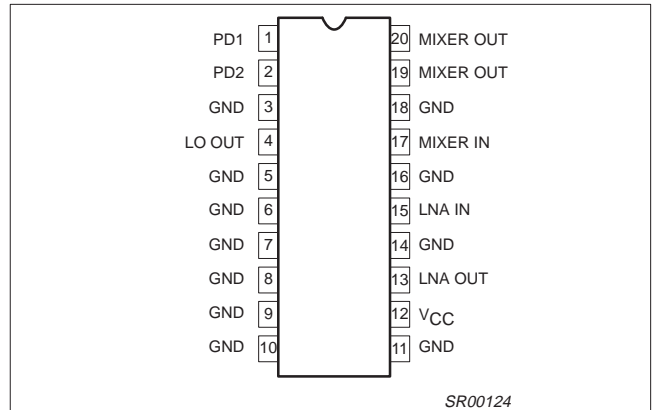 PD1 1 20 MIXER OUT
PD2 2 19 MIXER OUT
GND 3 18 GND
LO OUT 4 17 MIXER IN
GND 5 16 GND
GND 6 15 LNA IN
GND 7 14 GND
GND 8 13 LNA OUT
GND 9 12 VCC
GND 10 11 GND
SR00124